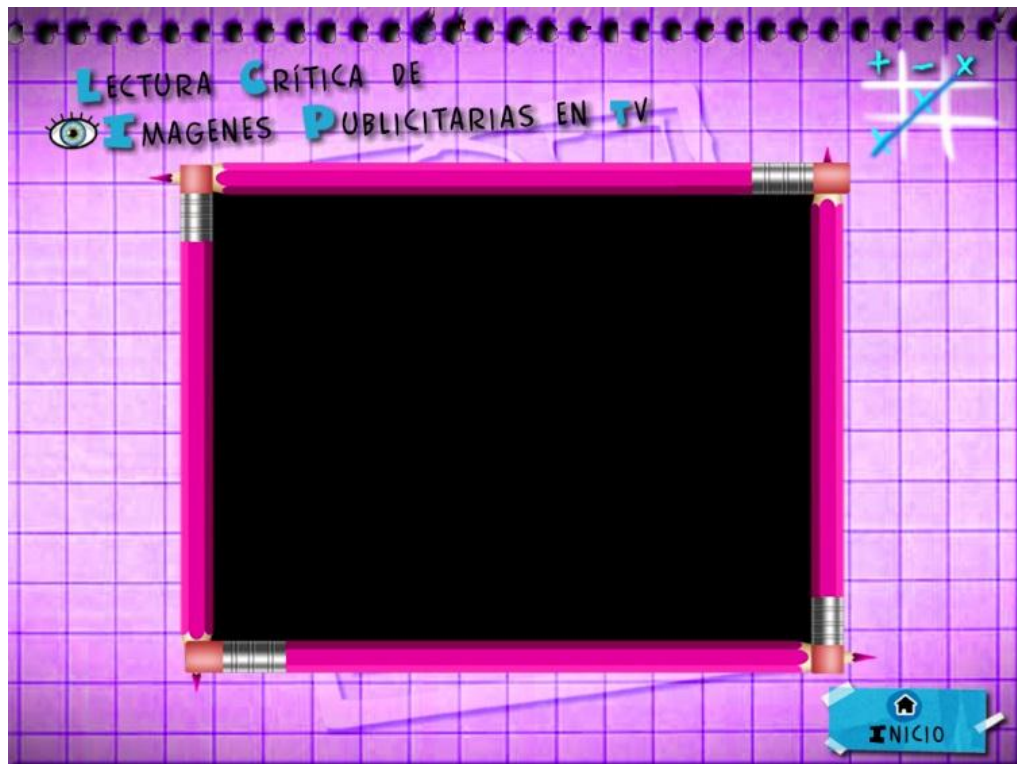 LECTURA CRÍTICA DE
IMAGENES PUBLICITARIAS EN TV
+ - X
Y
Y
INICIO